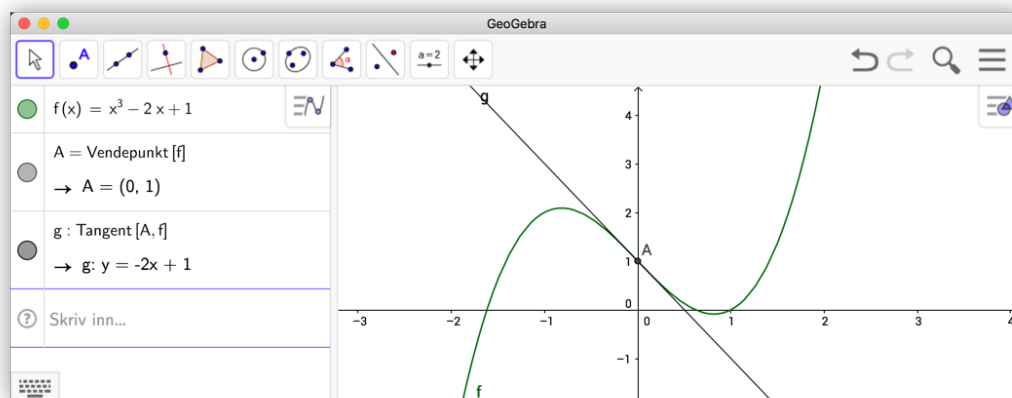 GeoGebra
A
a=2
f(x) = x³ − 2 x + 1
A = Vendepunkt [f]
→ A = (0, 1)
g : Tangent [A, f]
→ g: y = -2x + 1
? Skriv inn...
g
4
3
2
A
1
0
−3 −2 −1 0 1 2 3 4
−1
f